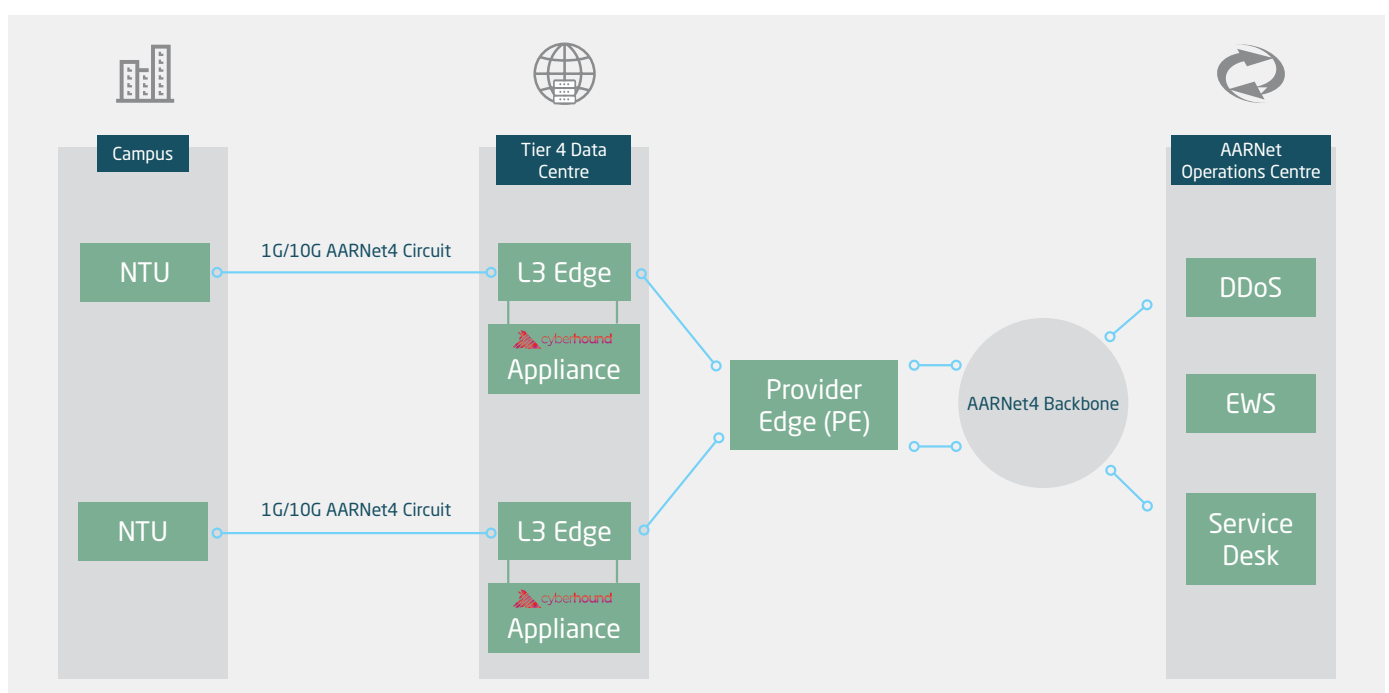 Campus
Tier 4 Data
Centre
AARNet
Operations Centre
NTU
1G/10G AARNet4 Circuit
L3 Edge
cyberhound
Appliance
NTU
1G/10G AARNet4 Circuit
L3 Edge
cyberhound
Appliance
Provider
Edge (PE)
AARNet4 Backbone
DDoS
EWS
Service
Desk